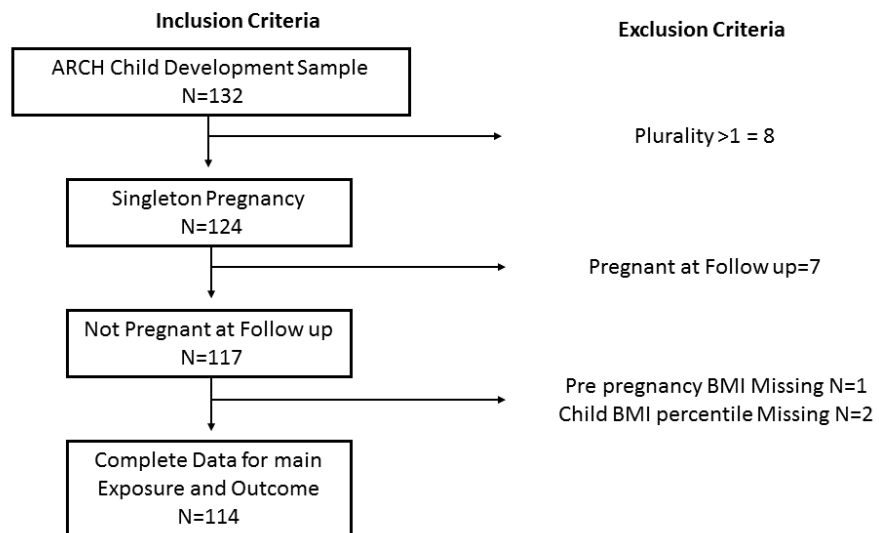 Inclusion Criteria
Exclusion Criteria
ARCH Child Development Sample
N=132
Plurality >1 = 8
Singleton Pregnancy
N=124
Pregnant at Follow up=7
Not Pregnant at Follow up
N=117
Pre pregnancy BMI Missing N=1
Child BMI percentile Missing N=2
Complete Data for main
Exposure and Outcome
N=114